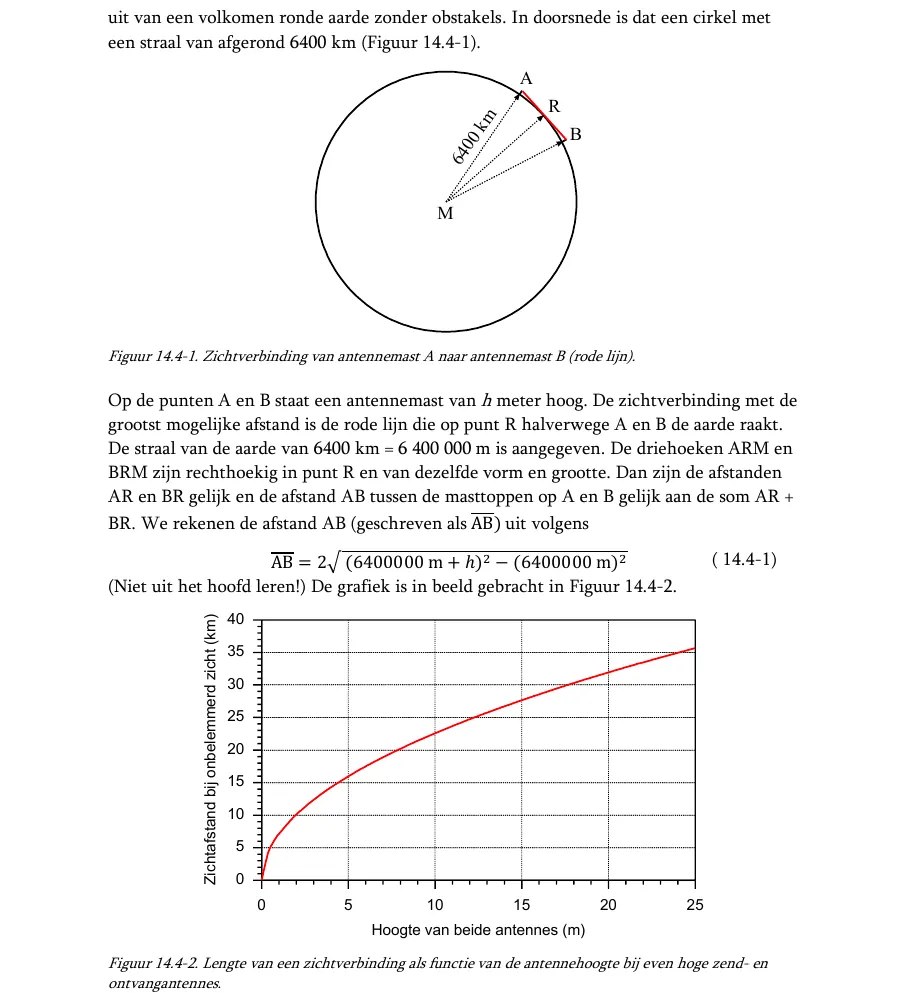 uit van een volkomen ronde aarde zonder obstakels. In doorsnede is dat een cirkel met
een straal van afgerond 6400 km (Figuur 14.4-1).
A
R
B
6400 km
M
Figuur 14.4-1. Zichtverbinding van antennemast A naar antennemast B (rode lijn).
Op de punten A en B staat een antennemast van h meter hoog. De zichtverbinding met de
grootst mogelijke afstand is de rode lijn die op punt R halverwege A en B de aarde raakt.
De straal van de aarde van 6400 km = 6 400 000 m is aangegeven. De driehoeken ARM en
BRM zijn rechthoekig in punt R en van dezelfde vorm en grootte. Dan zijn de afstanden
AR en BR gelijk en de afstand AB tussen de masttoppen op A en B gelijk aan de som AR +
BR. We rekenen de afstand AB (geschreven als A̅B̅) uit volgens
A̅B̅ = 2√(6400000 m + h)² − (6400000 m)² ( 14.4-1)
(Niet uit het hoofd leren!) De grafiek is in beeld gebracht in Figuur 14.4-2.
Zichtafstand bij onbelemmerd zicht (km)
40
35
30
25
20
15
10
5
0
0 5 10 15 20 25
Hoogte van beide antennes (m)
Figuur 14.4-2. Lengte van een zichtverbinding als functie van de antennehoogte bij even hoge zend- en
ontvangantennes.